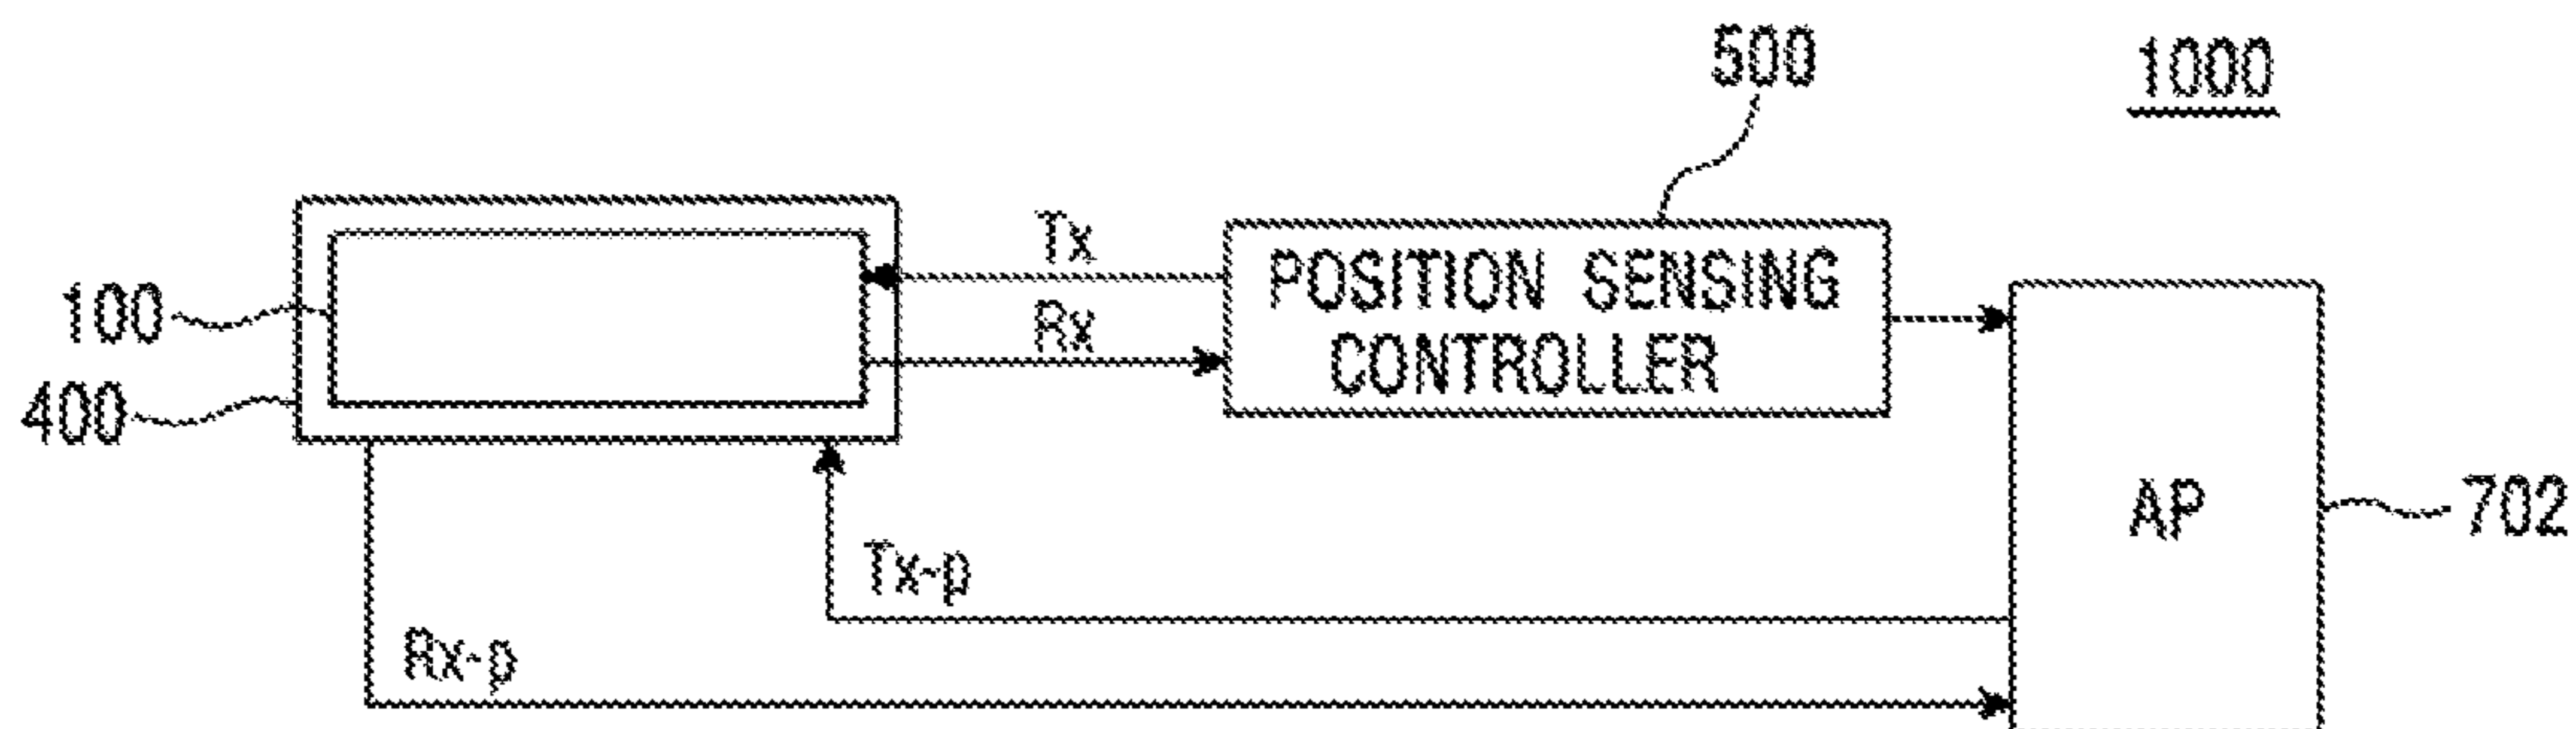 500
1000
Tx
POSITION SENSING
CONTROLLER
100
Rx
400
AP
702
Tx-p
Rx-p